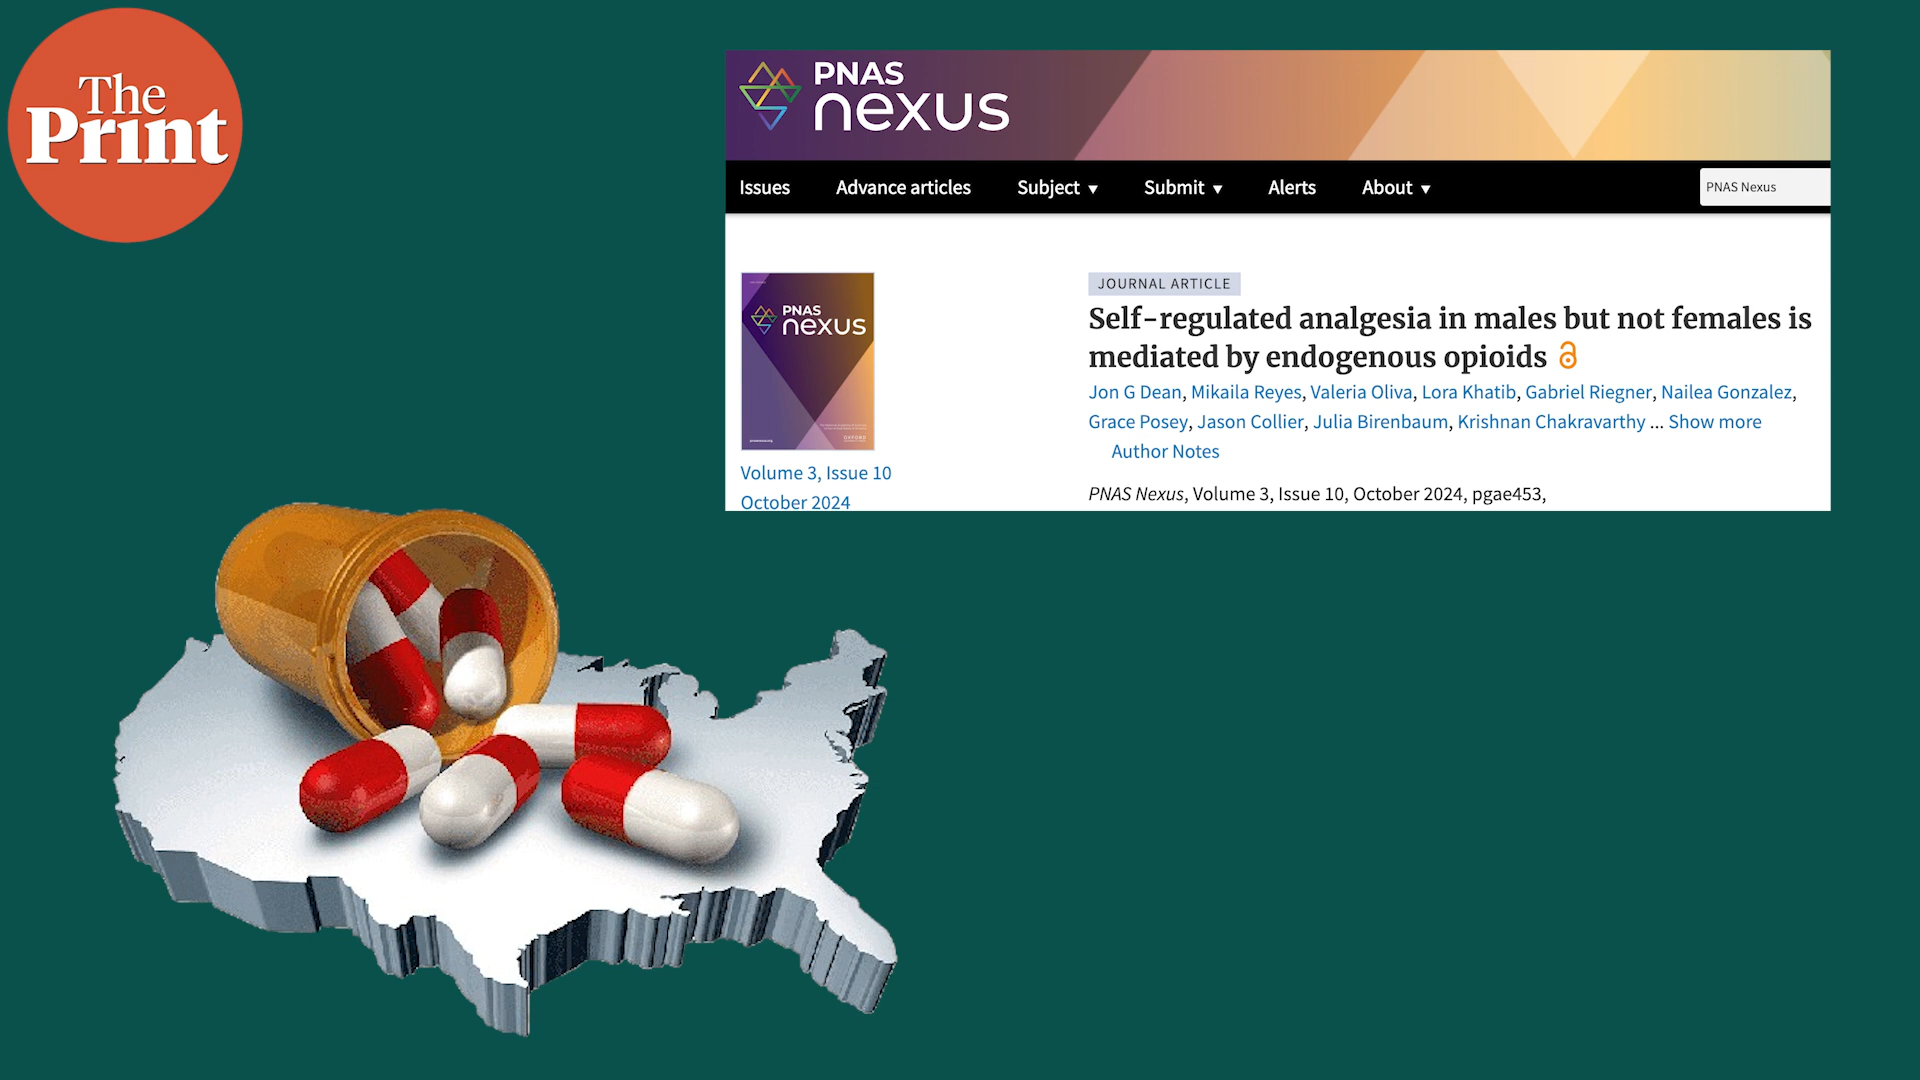 The
Print
PNAS
nexus
Issues
Advance articles
Subject ▼
Submit ▼
Alerts
About ▼
PNAS Nexus
PNAS
nexus
OXFORD
Volume 3, Issue 10
October 2024
JOURNAL ARTICLE
Self-regulated analgesia in males but not females is
mediated by endogenous opioids
Jon G Dean, Mikaila Reyes, Valeria Oliva, Lora Khatib, Gabriel Riegner, Nailea Gonzalez,
Grace Posey, Jason Collier, Julia Birenbaum, Krishnan Chakravarthy ... Show more
Author Notes
PNAS Nexus, Volume 3, Issue 10, October 2024, pgae453,